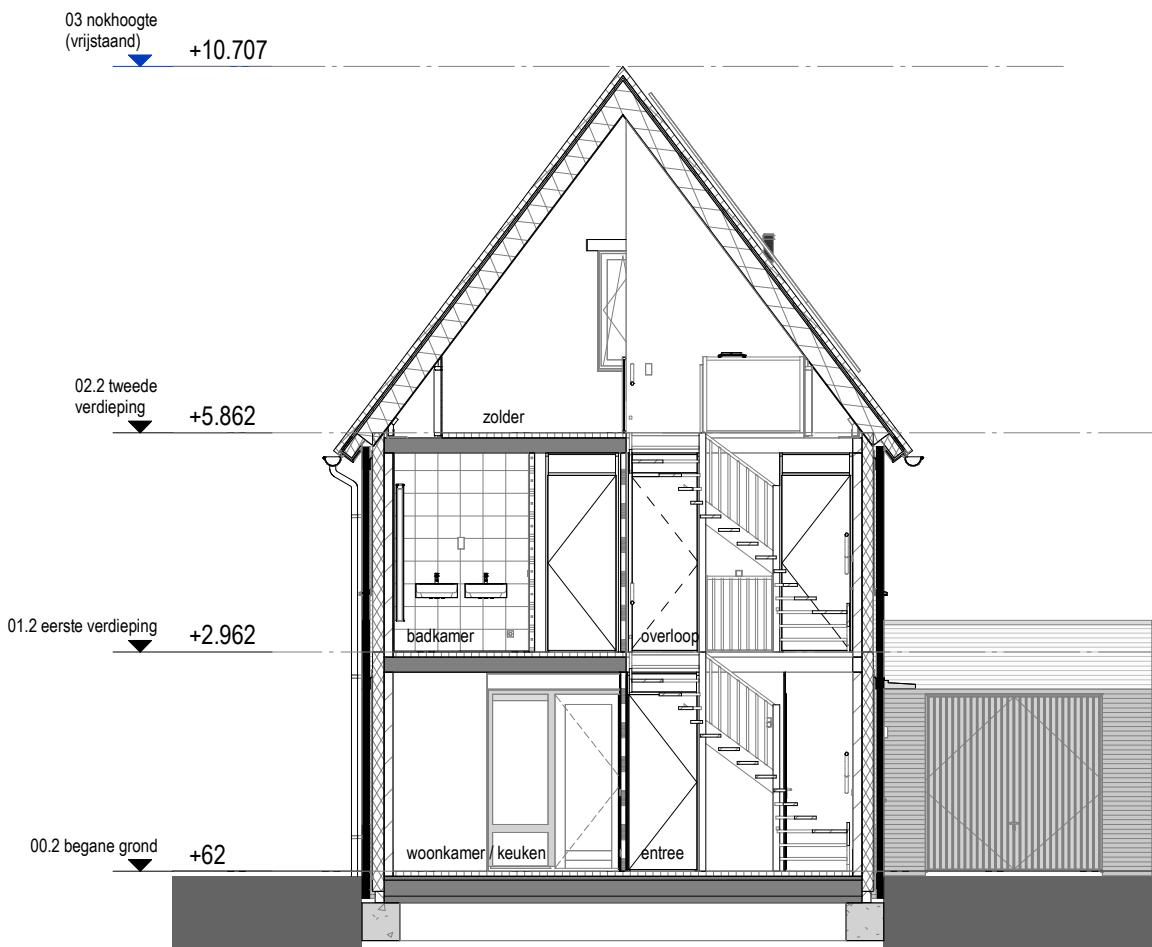 03 nokhoogte
(vrijstaand)
+10.707
02.2 tweede
verdieping
+5.862
zolder
01.2 eerste verdieping
+2.962
badkamer
overloop
00.2 begane grond
+62
woonkamer / keuken
entree